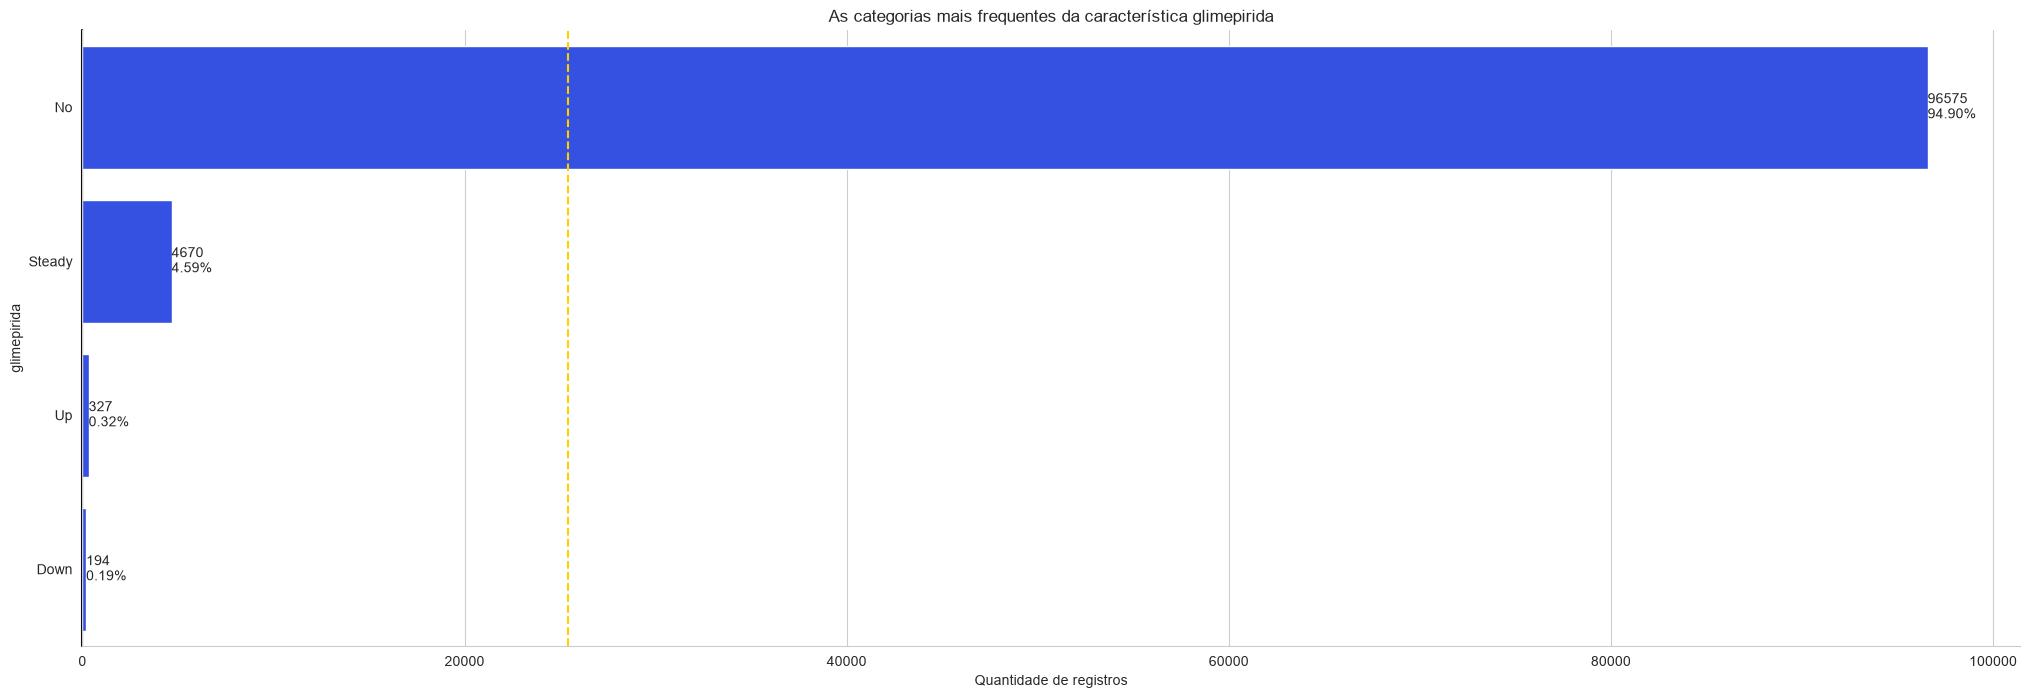 As categorias mais frequentes da característica glimepirida
No
96575
94.90%
Steady
4670
4.59%
Up
327
0.32%
Down
194
0.19%
glimepirida
0 20000 40000 60000 80000 100000
Quantidade de registros